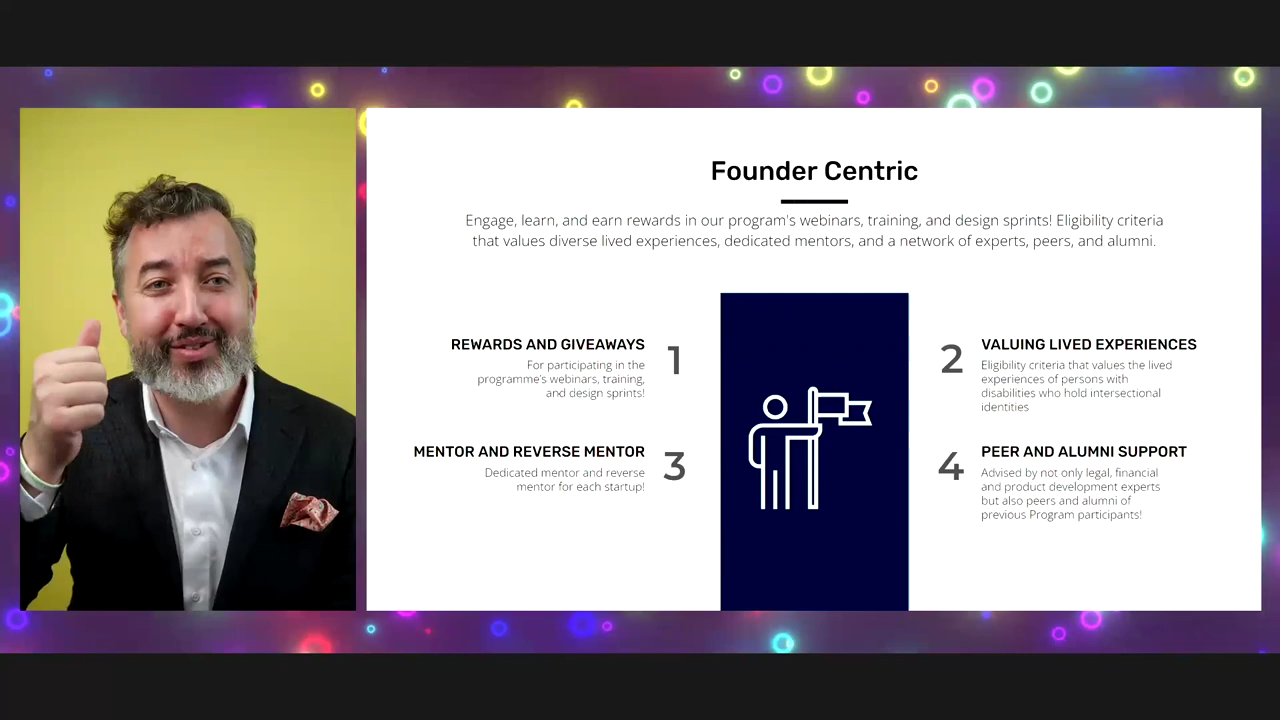 Founder Centric
Engage, learn, and earn rewards in our program's webinars, training, and design sprints! Eligibility criteria
that values diverse lived experiences, dedicated mentors, and a network of experts, peers, and alumni.
REWARDS AND GIVEAWAYS
For participating in the
programme's webinars, training,
and design sprints!
1
2
VALUING LIVED EXPERIENCES
Eligibility criteria that values the lived
experiences of persons with
disabilities who hold intersectional
identities
MENTOR AND REVERSE MENTOR
Dedicated mentor and reverse
mentor for each startup!
3
4
PEER AND ALUMNI SUPPORT
Advised by not only legal, financial
and product development experts
but also peers and alumni of
previous Program participants!